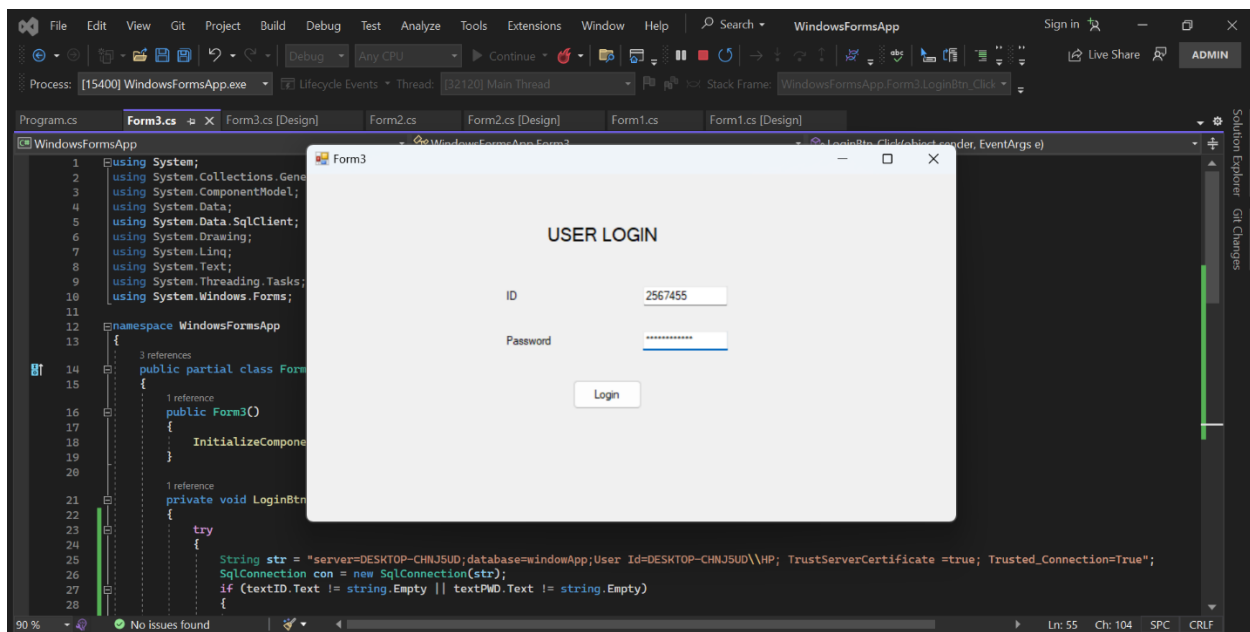 File Edit View Git Project Build Debug Test Analyze Tools Extensions Window Help Search WindowsFormsApp Sign in
Debug Any CPU Continue Live Share ADMIN
Process: [15400] WindowsFormsApp.exe Lifecycle Events Thread: [32120] Main Thread Stack Frame: WindowsFormsApp.Form3.LoginBtn_Click
Program.cs Form3.cs Form3.cs [Design] Form2.cs Form2.cs [Design] Form1.cs Form1.cs [Design]
WindowsFormsApp WindowsFormsApp.Form3 LoginBtn_Click(object sender, EventArgs e)
Solution Explorer
Git Changes
1 using System;
2 using System.Collections.Gene
3 using System.ComponentModel;
4 using System.Data;
5 using System.Data.SqlClient;
6 using System.Drawing;
7 using System.Linq;
8 using System.Text;
9 using System.Threading.Tasks;
10 using System.Windows.Forms;
11
12 namespace WindowsFormsApp
13 {
3 references
14 public partial class Form
15 {
1 reference
16 public Form3()
17 {
18 InitializeCompone
19 }
20
1 reference
21 private void LoginBtn
22 {
23 try
24 {
25 String str = "server=DESKTOP-CHNJ5UD;database=windowApp;User Id=DESKTOP-CHNJ5UD\\HP; TrustServerCertificate =true; Trusted_Connection=True";
26 SqlConnection con = new SqlConnection(str);
27 if (textID.Text != string.Empty || textPWD.Text != string.Empty)
28 {
Form3
USER LOGIN
ID 2567455
Password ************
Login
90 % No issues found Ln: 55 Ch: 104 SPC CRLF